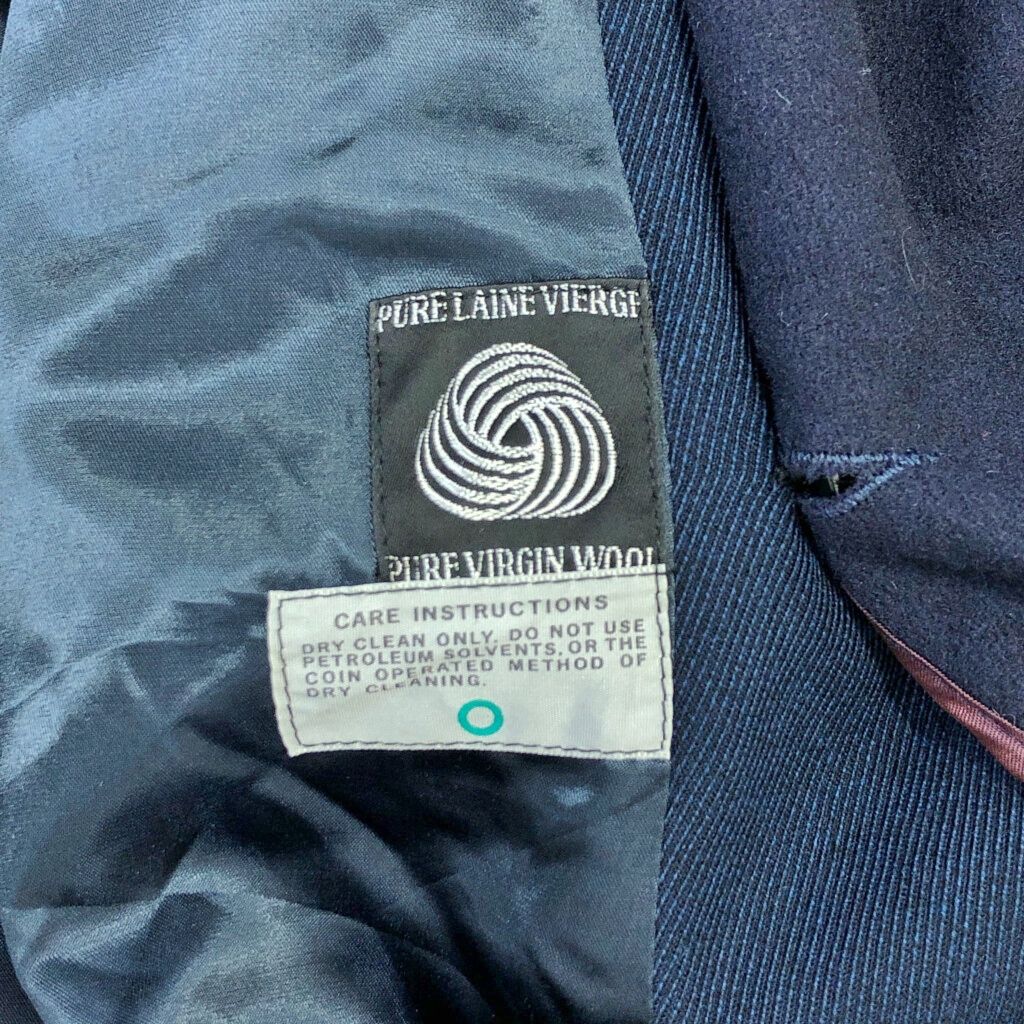 PURE LAINE VIERGE
PURE VIRGIN WOOL
CARE INSTRUCTIONS
DRY CLEAN ONLY. DO NOT USE
PETROLEUM SOLVENTS, OR THE
COIN OPERATED METHOD OF
DRY CLEANING.